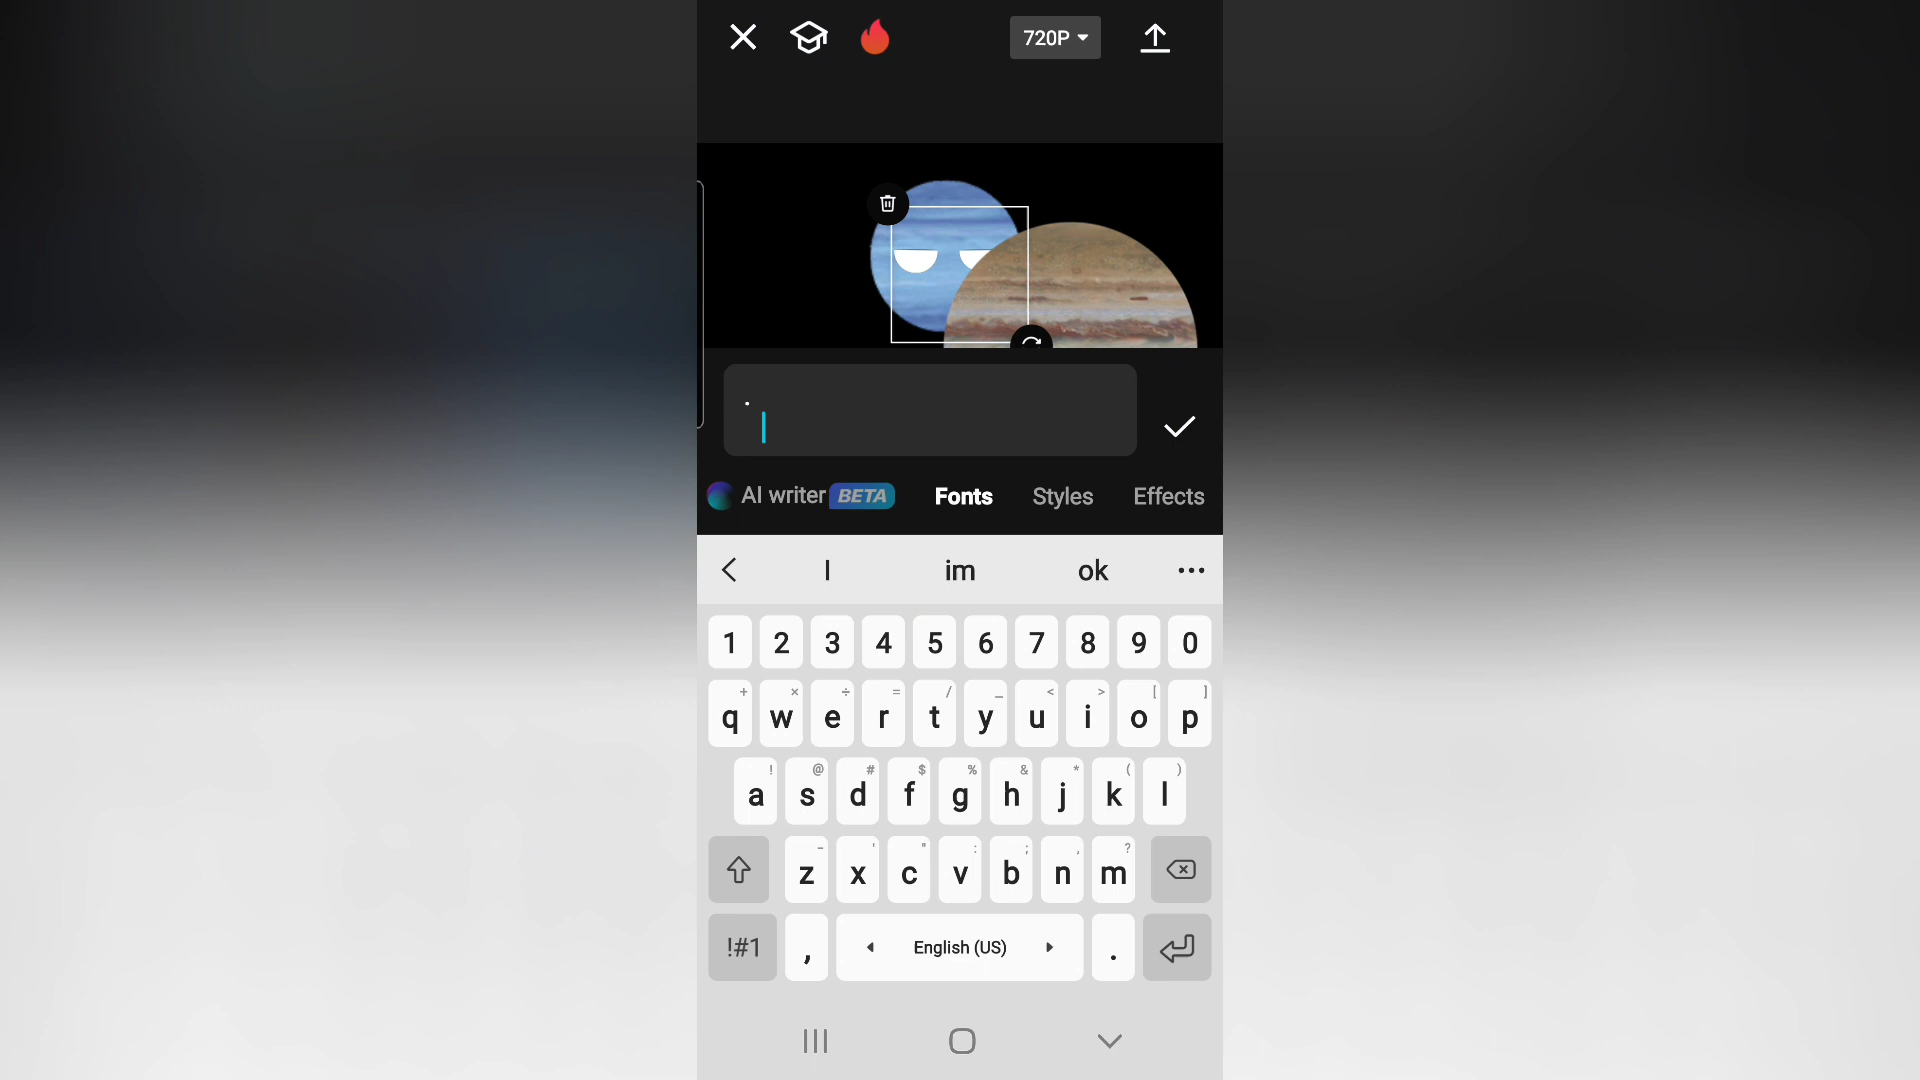 720P
.
AI writer BETA Fonts Styles Effects
I im ok ...
1 2 3 4 5 6 7 8 9 0
+ × ÷ = / _ < > [ ]
q w e r t y u i o p
! @ # $ % & * ( )
a s d f g h j k l
- ' " : ; , ?
z x c v b n m
!#1 , English (US) .